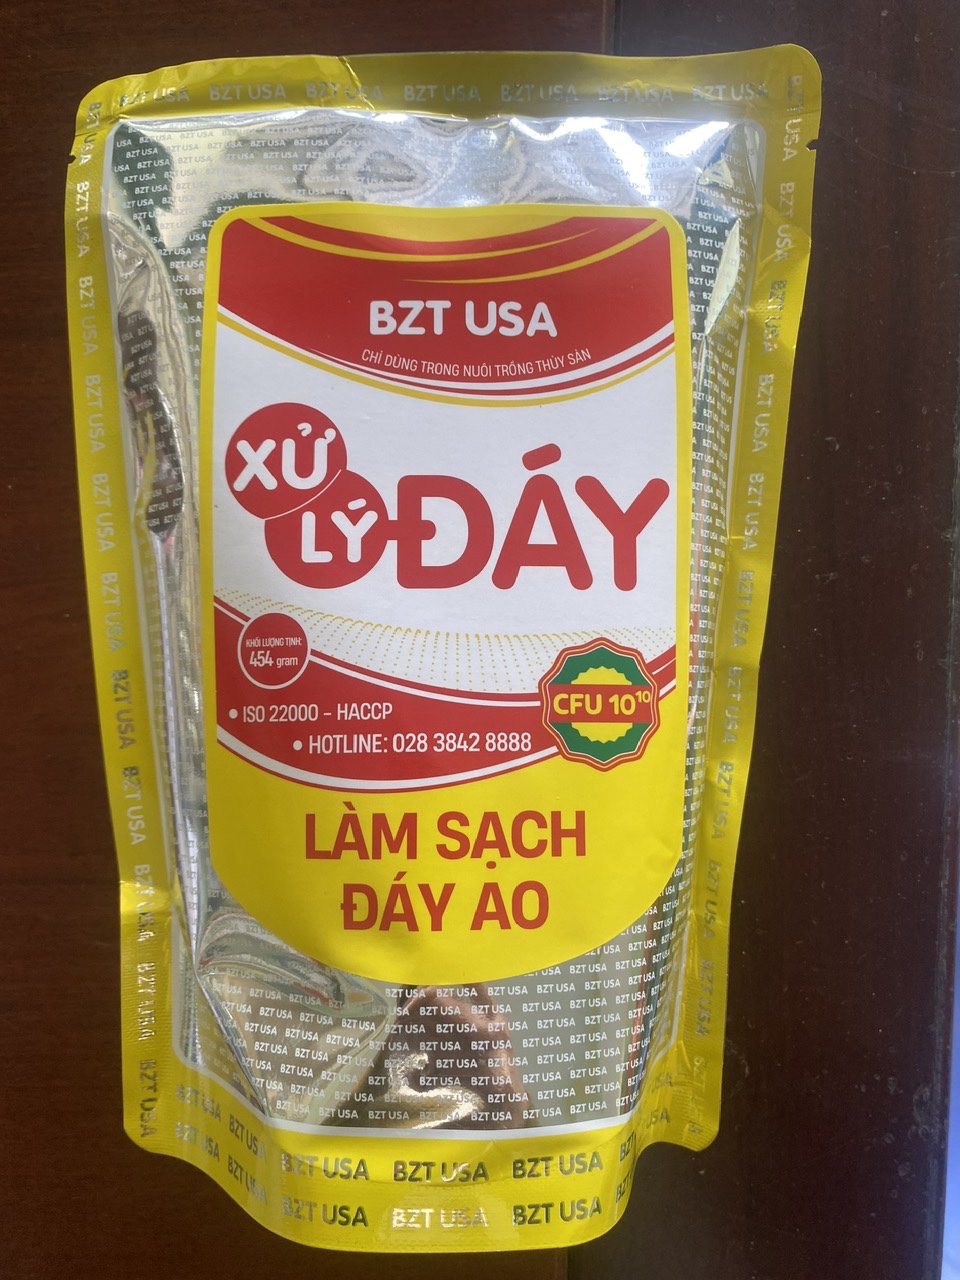 BZT USA
CHỈ DÙNG TRONG NUÔI TRỒNG THỦY SẢN
XỬ
LÝ ĐÁY
KHỐI LƯỢNG TỊNH:
454 gram
• ISO 22000 - HACCP
• HOTLINE: 028 3842 8888
CFU 10¹⁰
LÀM SẠCH
ĐÁY AO
BZT USA BZT USA BZT USA
BZT USA BZT USA BZT USA